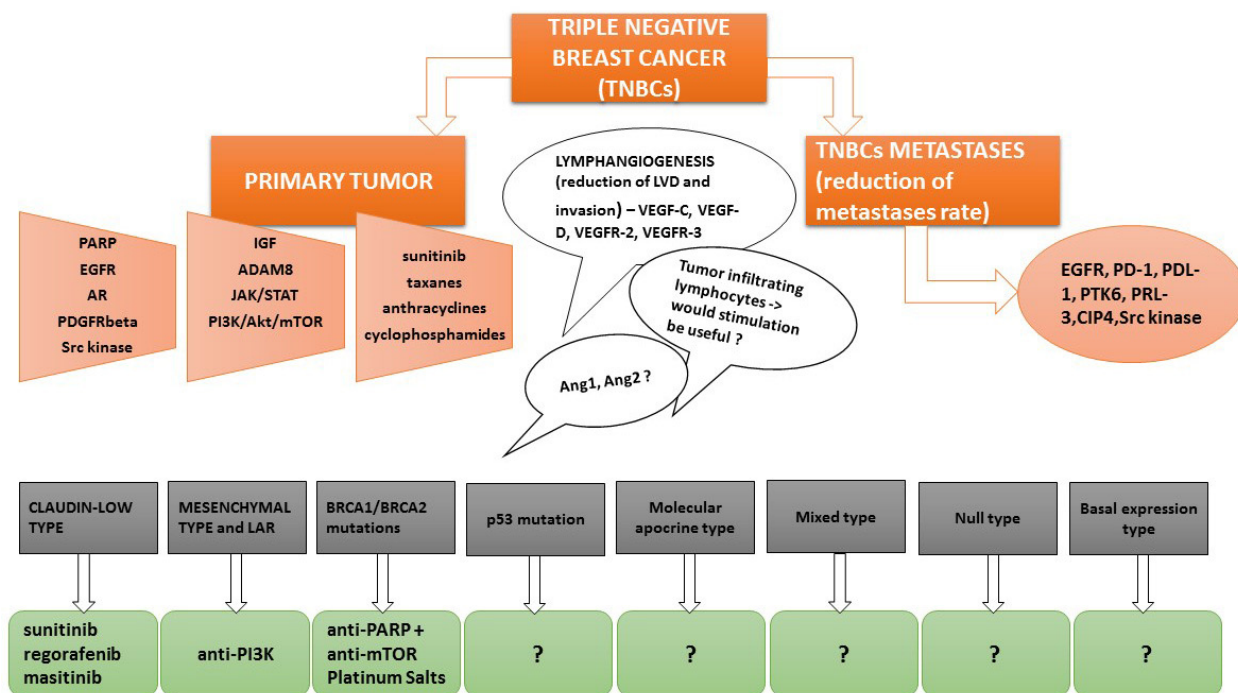 TRIPLE NEGATIVE
BREAST CANCER
(TNBCs)
PRIMARY TUMOR
TNBCs METASTASES
(reduction of
metastases rate)
PARP
EGFR
AR
PDGFRbeta
Src kinase
IGF
ADAM8
JAK/STAT
PI3K/Akt/mTOR
sunitinib
taxanes
anthracyclines
cyclophosphamides
LYMPHANGIOGENESIS
(reduction of LVD and
invasion) – VEGF-C, VEGF-
D, VEGFR-2, VEGFR-3
Tumor infiltrating
lymphocytes ->
would stimulation
be useful ?
Ang1, Ang2 ?
EGFR, PD-1, PDL-
1, PTK6, PRL-
3,CIP4,Src kinase
CLAUDIN-LOW
TYPE
MESENCHYMAL
TYPE and LAR
BRCA1/BRCA2
mutations
p53 mutation
Molecular
apocrine type
Mixed type
Null type
Basal expression
type
sunitinib
regorafenib
masitinib
anti-PI3K
anti-PARP +
anti-mTOR
Platinum Salts
?
?
?
?
?